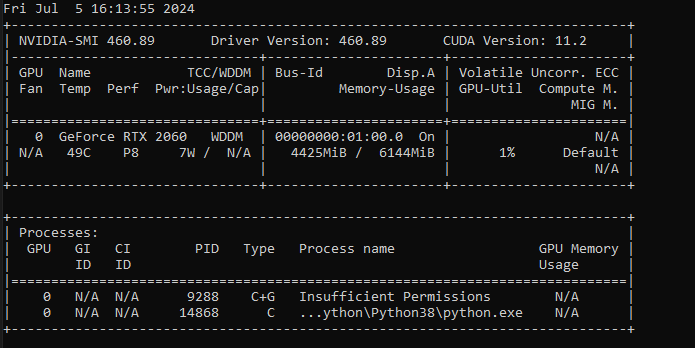 Fri Jul  5 16:13:55 2024
+-----------------------------------------------------------------------------+
| NVIDIA-SMI 460.89       Driver Version: 460.89       CUDA Version: 11.2     |
|-------------------------------+----------------------+----------------------+
| GPU  Name            TCC/WDDM | Bus-Id        Disp.A | Volatile Uncorr. ECC |
| Fan  Temp  Perf  Pwr:Usage/Cap|         Memory-Usage | GPU-Util  Compute M. |
|                               |                      |               MIG M. |
|===============================+======================+======================|
|   0  GeForce RTX 2060   WDDM  | 00000000:01:00.0  On |                  N/A |
| N/A   49C    P8     7W /  N/A |   4425MiB /  6144MiB |      1%      Default |
|                               |                      |                  N/A |
+-------------------------------+----------------------+----------------------+

+-----------------------------------------------------------------------------+
| Processes:                                                                  |
|  GPU   GI   CI        PID   Type   Process name                  GPU Memory |
|        ID   ID                                                   Usage      |
|=============================================================================|
|    0   N/A  N/A      9288    C+G   Insufficient Permissions        N/A      |
|    0   N/A  N/A     14868      C   ...ython\Python38\python.exe    N/A      |
+-----------------------------------------------------------------------------+